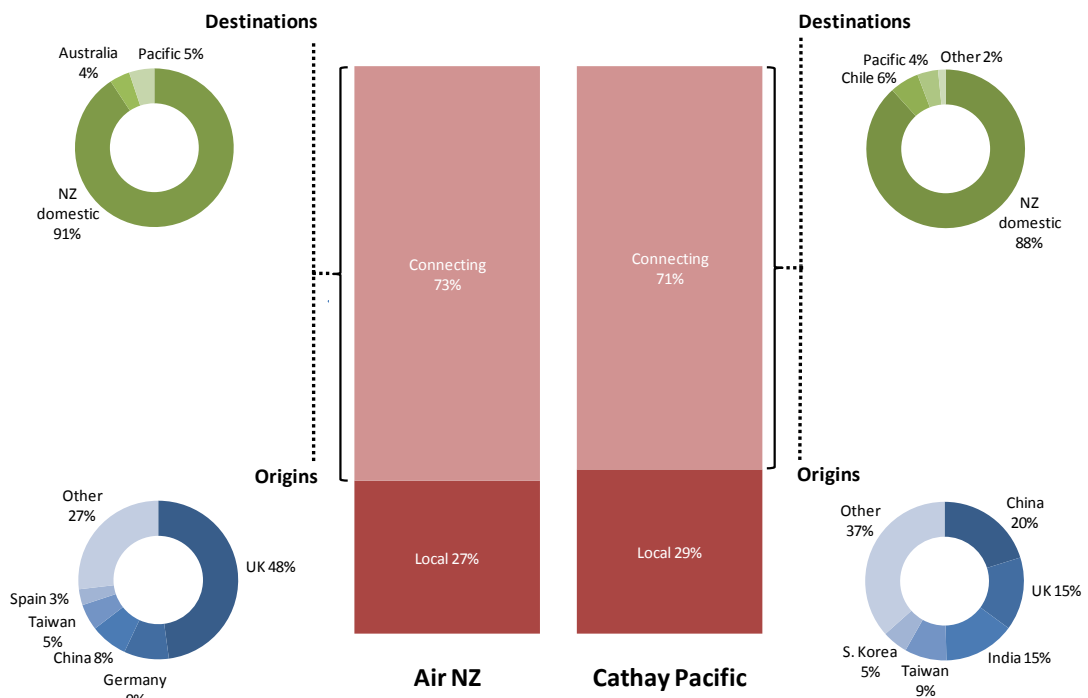 Destinations
Australia
4%
Pacific 5%
NZ
domestic
91%
Destinations
Pacific 4%
Other 2%
Chile 6%
NZ
domestic
88%
Connecting
73%
Connecting
71%
Origins
Other
27%
UK 48%
Spain 3%
Taiwan
5%
China 8%
Germany
Local 27%
Local 29%
Origins
Other
37%
China
20%
UK 15%
India 15%
S. Korea
5%
Taiwan
9%
Air NZ
Cathay Pacific